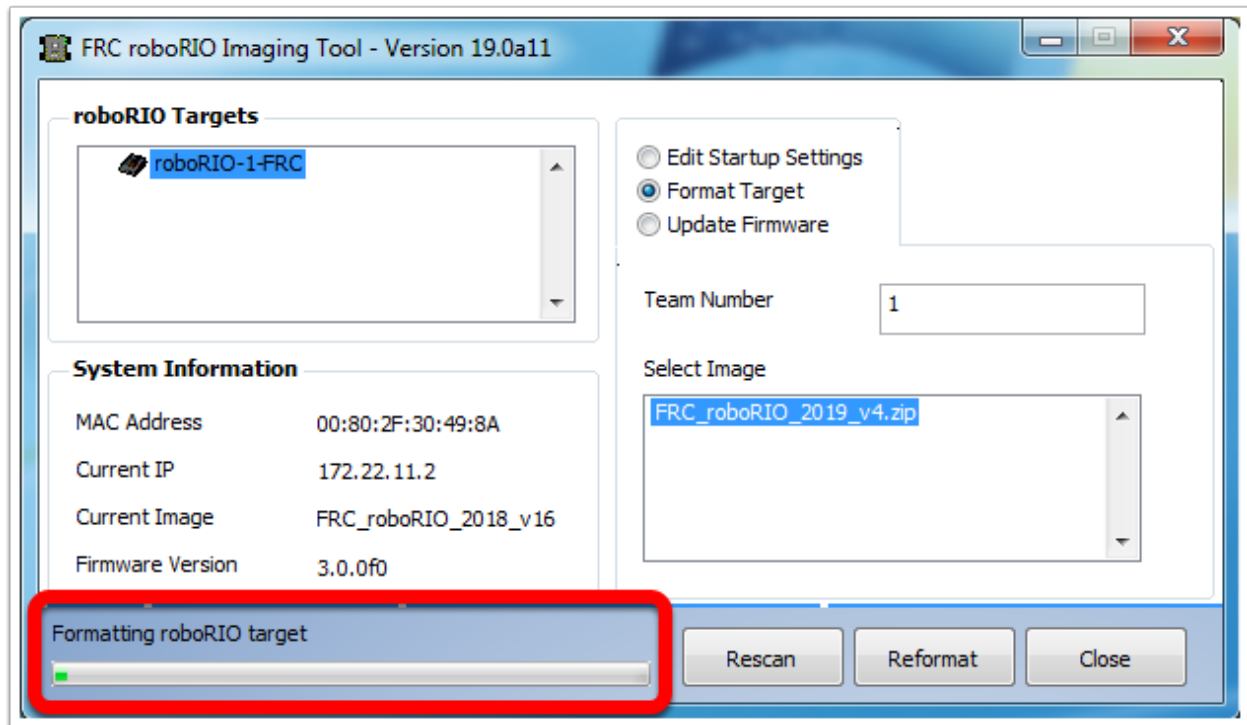 FRC roboRIO Imaging Tool - Version 19.0a11
roboRIO Targets
roboRIO-1-FRC
System Information
MAC Address 00:80:2F:30:49:8A
Current IP 172.22.11.2
Current Image FRC_roboRIO_2018_v16
Firmware Version 3.0.0f0
Edit Startup Settings
Format Target
Update Firmware
Team Number 1
Select Image
FRC_roboRIO_2019_v4.zip
Formatting roboRIO target
Rescan Reformat Close